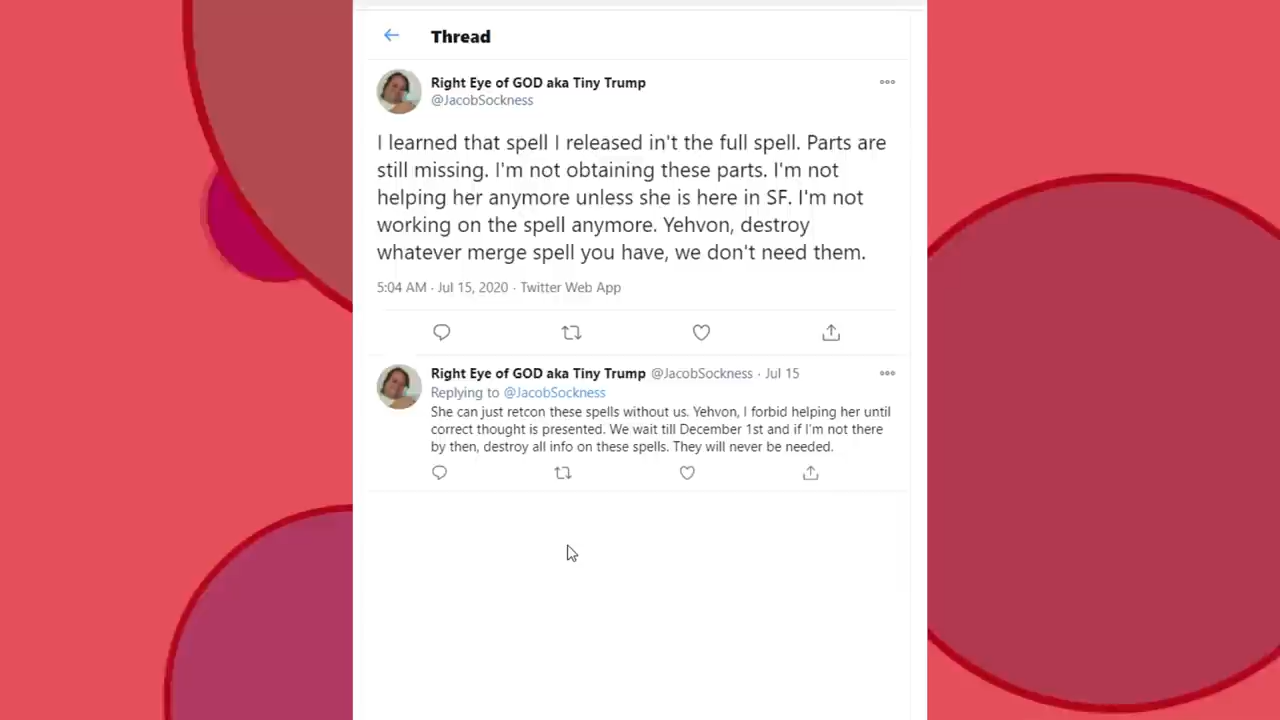 Thread
Right Eye of GOD aka Tiny Trump
@JacobSockness
I learned that spell I released in't the full spell. Parts are
still missing. I'm not obtaining these parts. I'm not
helping her anymore unless she is here in SF. I'm not
working on the spell anymore. Yehvon, destroy
whatever merge spell you have, we don't need them.
5:04 AM · Jul 15, 2020 · Twitter Web App
Right Eye of GOD aka Tiny Trump @JacobSockness · Jul 15
Replying to @JacobSockness
She can just retcon these spells without us. Yehvon, I forbid helping her until
correct thought is presented. We wait till December 1st and if I'm not there
by then, destroy all info on these spells. They will never be needed.